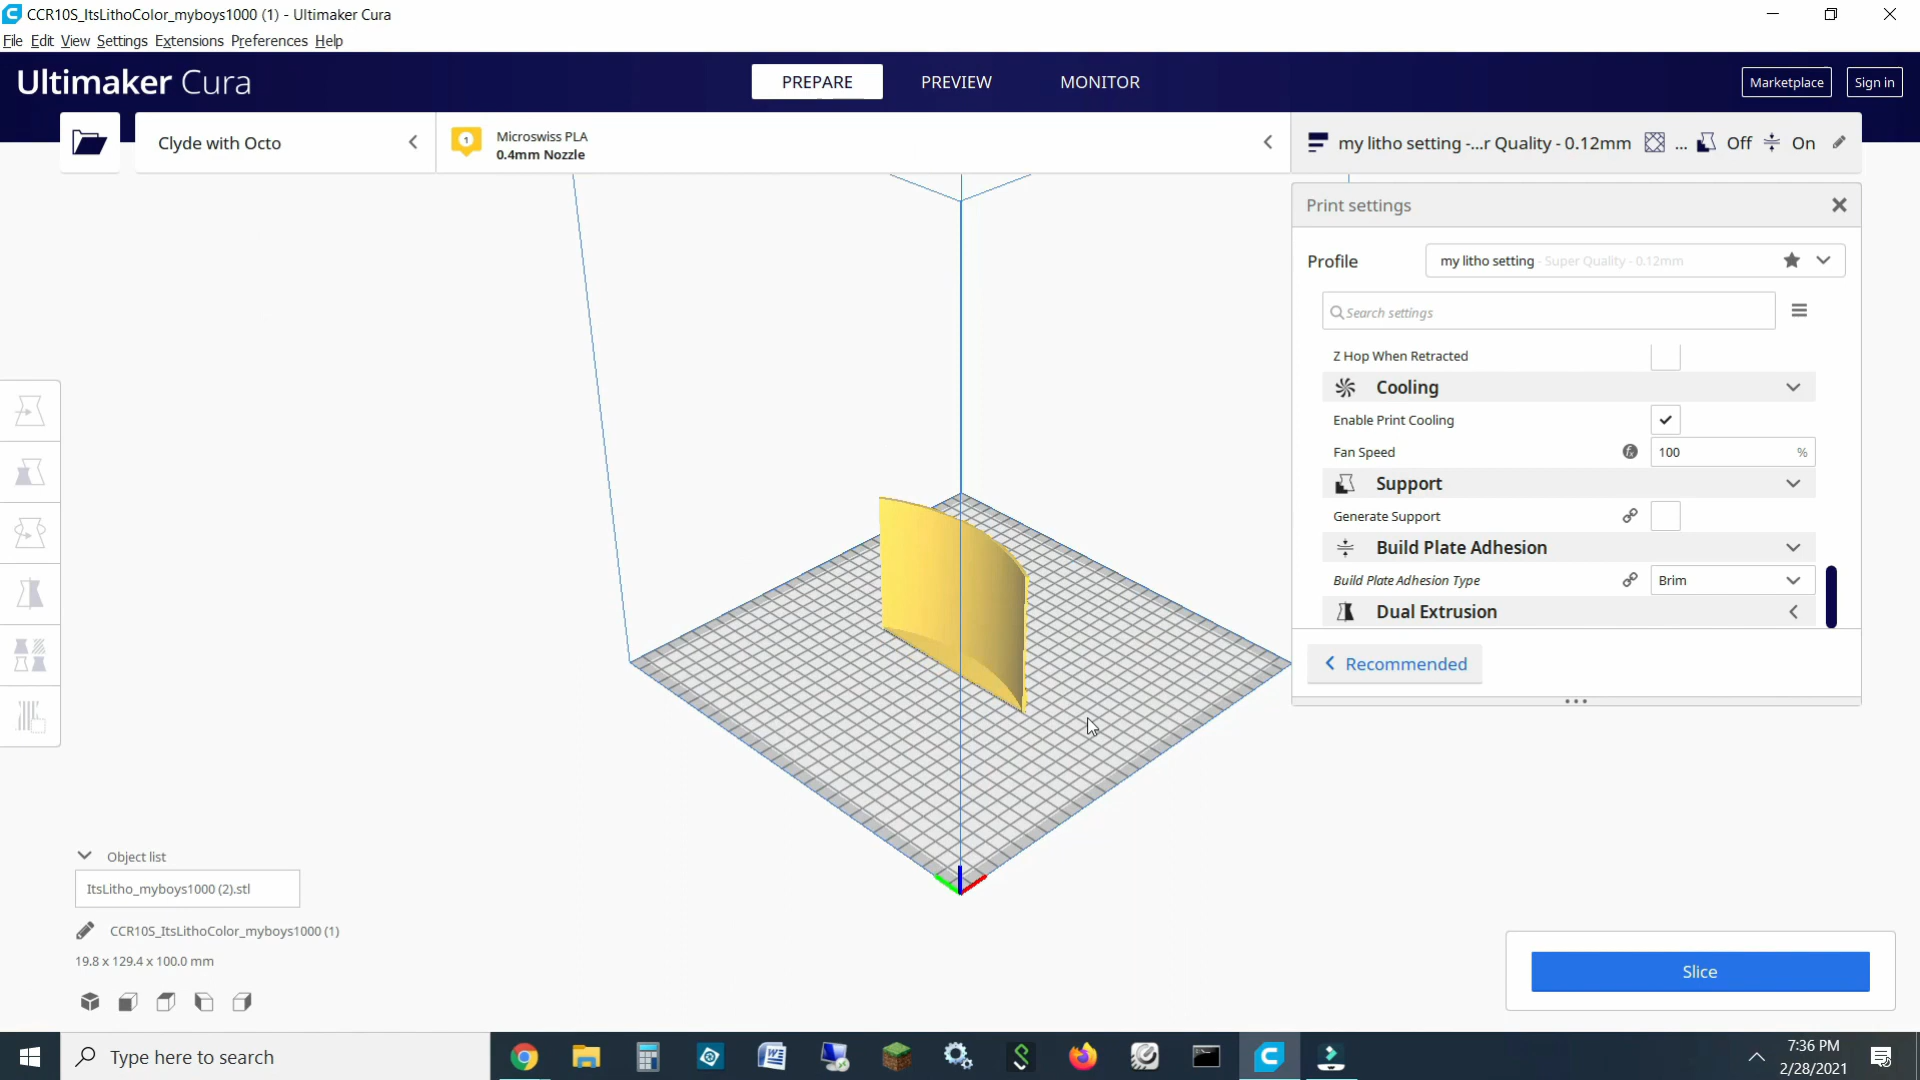 CCR10S_ItsLithoColor_myboys1000 (1) - Ultimaker Cura
File Edit View Settings Extensions Preferences Help
Ultimaker Cura
PREPARE PREVIEW MONITOR
Marketplace Sign in
Clyde with Octo
1
Microswiss PLA
0.4mm Nozzle
my litho setting -...r Quality - 0.12mm ... Off On
Print settings
Profile my litho setting - Super Quality - 0.12mm
Search settings
Z Hop When Retracted
Cooling
Enable Print Cooling
Fan Speed 100 %
Support
Generate Support
Build Plate Adhesion
Build Plate Adhesion Type Brim
Dual Extrusion
Recommended
Object list
ItsLitho_myboys1000 (2).stl
CCR10S_ItsLithoColor_myboys1000 (1)
19.8 x 129.4 x 100.0 mm
Slice
Type here to search
7:36 PM
2/28/2021